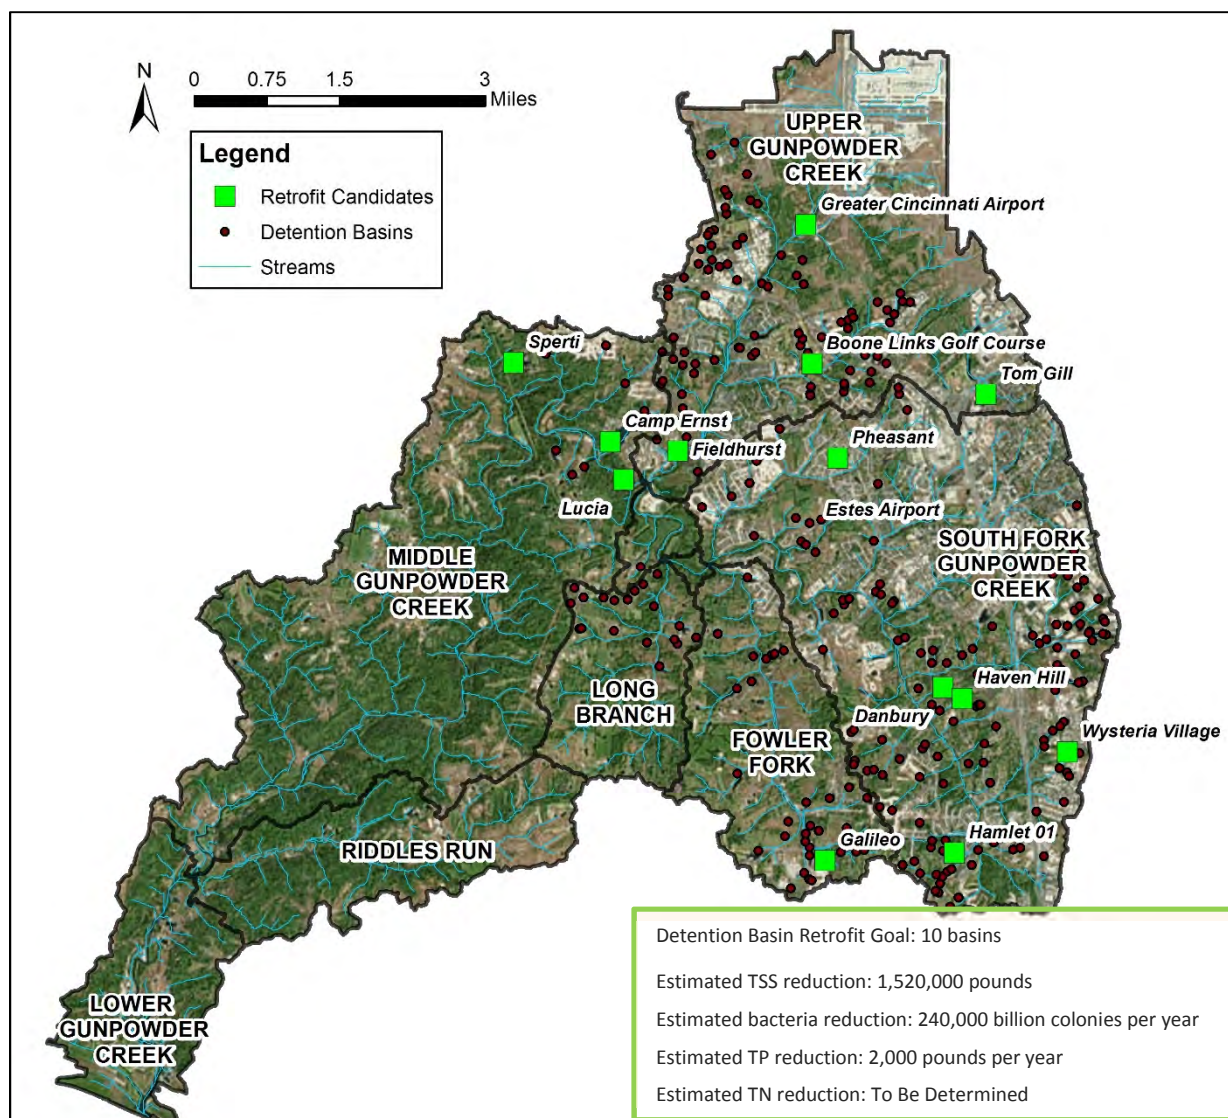 N
0 0.75 1.5 3
Miles
Legend
Retrofit Candidates
Detention Basins
Streams
UPPER
GUNPOWDER
CREEK
Greater Cincinnati Airport
Boone Links Golf Course
Tom Gill
Sperti
Camp Ernst
Fieldhurst
Pheasant
Lucia
Estes Airport
MIDDLE
GUNPOWDER
CREEK
SOUTH FORK
GUNPOWDER
CREEK
LONG
BRANCH
Haven Hill
Danbury
Wysteria Village
FOWLER
FORK
RIDDLES RUN
Galileo
Hamlet 01
LOWER
GUNPOWDER
CREEK
Detention Basin Retrofit Goal: 10 basins
Estimated TSS reduction: 1,520,000 pounds
Estimated bacteria reduction: 240,000 billion colonies per year
Estimated TP reduction: 2,000 pounds per year
Estimated TN reduction: To Be Determined